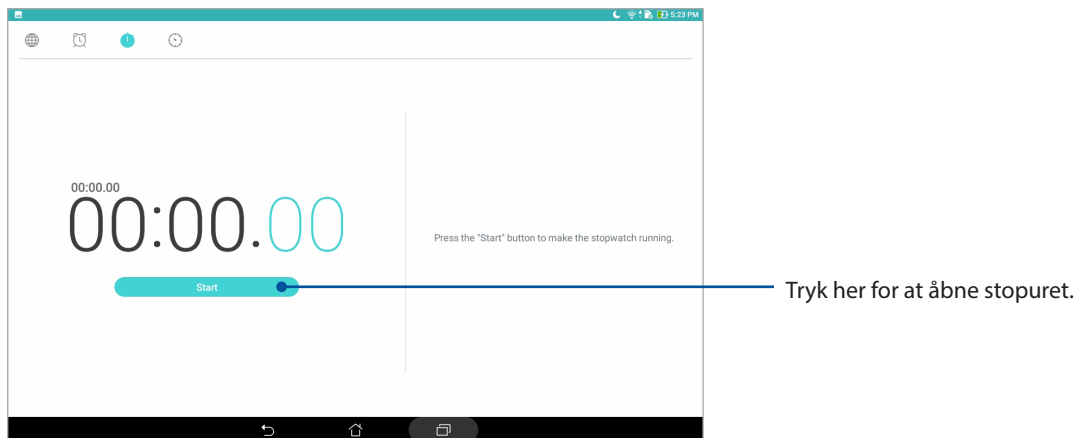 5:23 PM
00:00.00
00:00.00
Press the "Start" button to make the stopwatch running.
Start
Tryk her for at åbne stopuret.